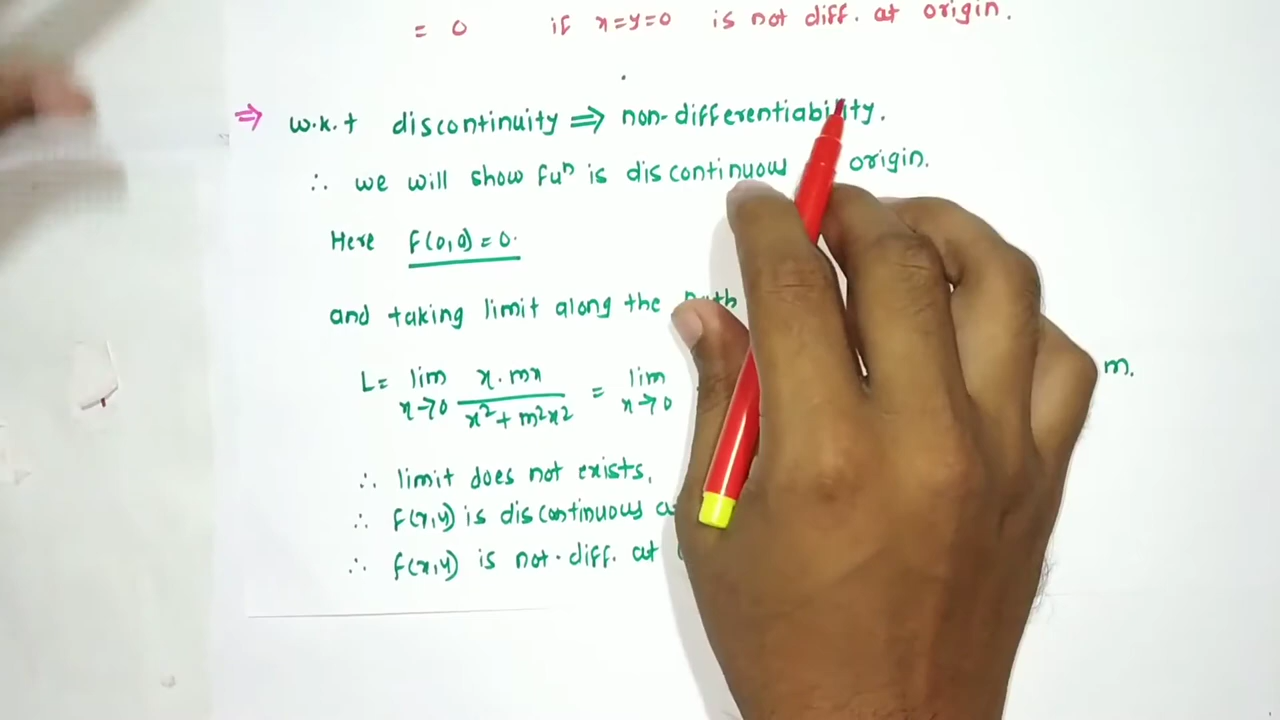 = 0 if x=y=0 is not diff. at origin.
⇒ w.k.t discontinuity ⇒ non-differentiability.
∴ we will show fuⁿ is discontinuous origin.
Here f(0,0) = 0.
and taking limit along the path
L= lim x→0 x.mx / x²+m²x² = lim x→0 m.
∴ limit does not exists.
∴ f(x,y) is discontinuous
∴ f(x,y) is not-diff. at